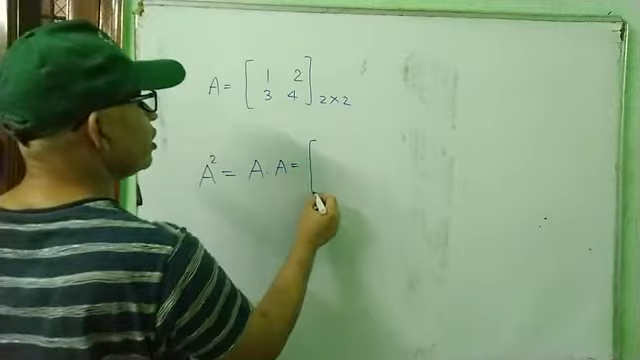 A = [ 1 2
3 4 ] 2×2
A² = A . A = [